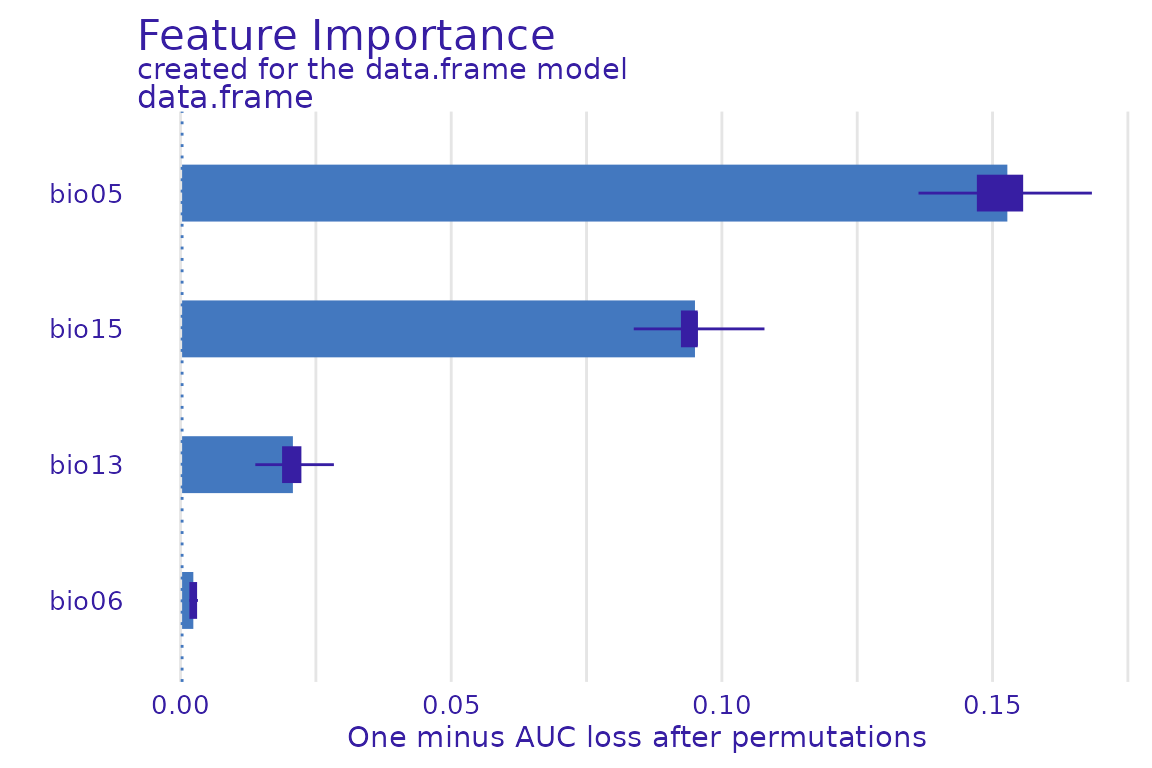 Feature Importance
created for the data.frame model
data.frame
bio05
bio15
bio13
bio06
0.00 0.05 0.10 0.15
One minus AUC loss after permutations